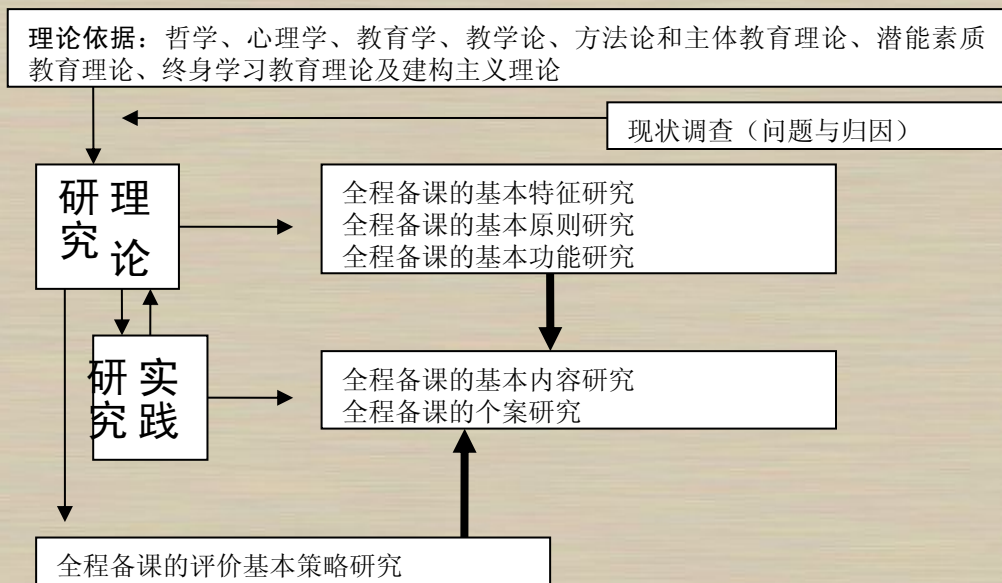 理论依据：哲学、心理学、教育学、教学论、方法论和主体教育理论、潜能素质
教育理论、终身学习教育理论及建构主义理论
现状调查（问题与归因）
理论
研究
全程备课的基本特征研究
全程备课的基本原则研究
全程备课的基本功能研究
实践
研究
全程备课的基本内容研究
全程备课的个案研究
全程备课的评价基本策略研究